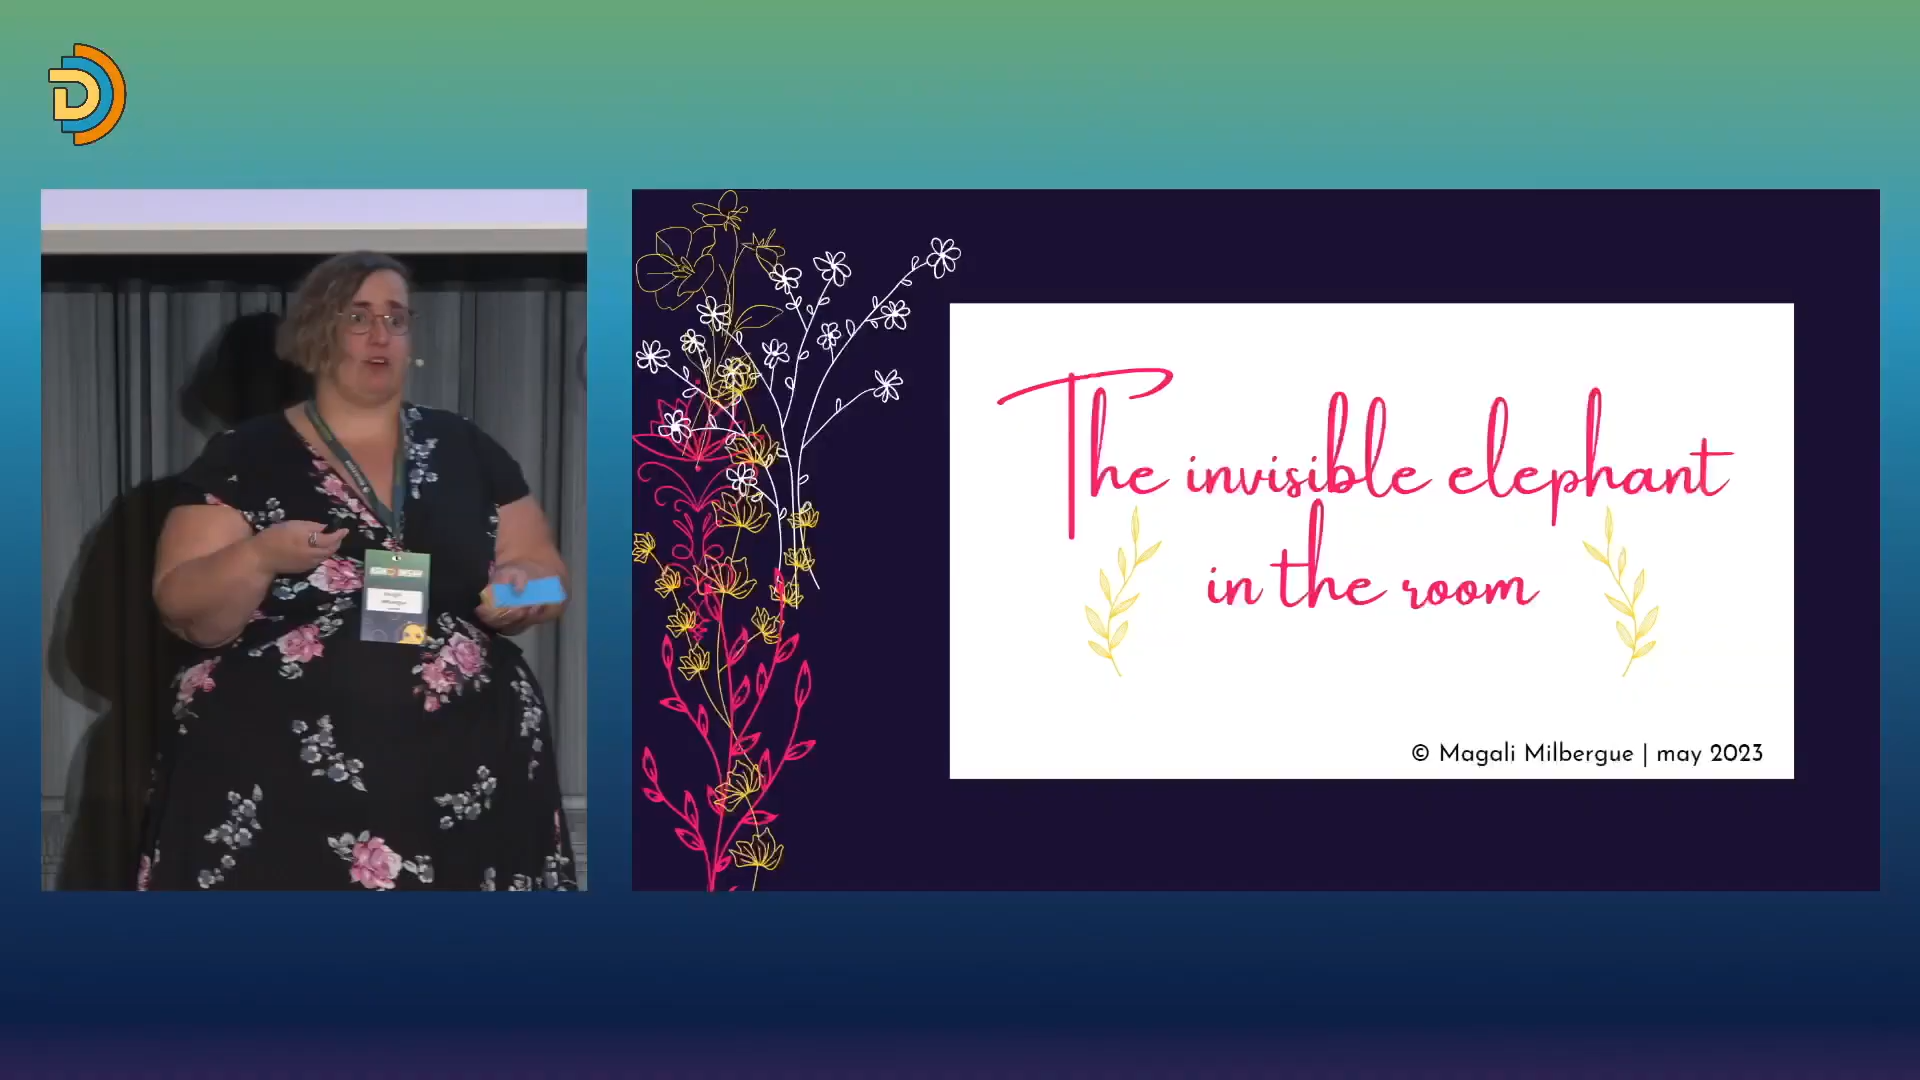 The invisible elephant
in the room
© Magali Milbergue | may 2023